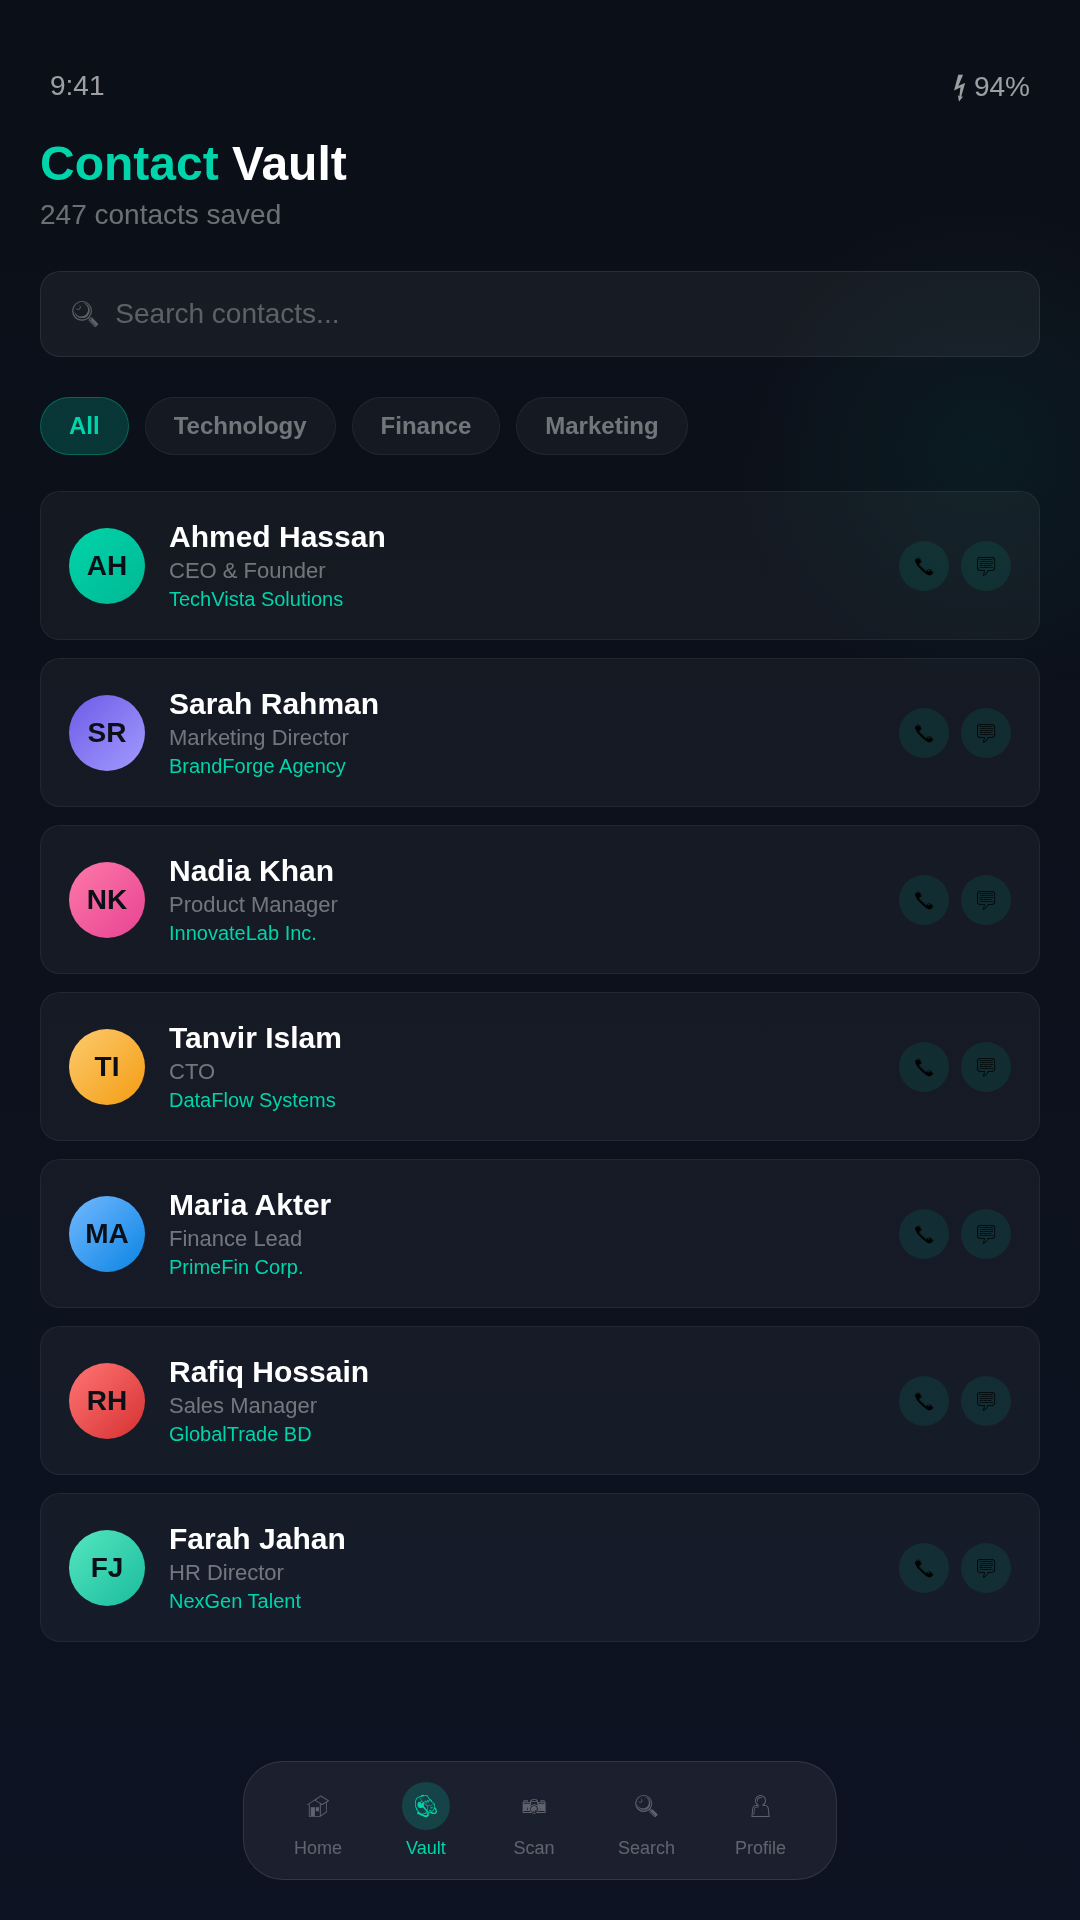 9:41
94%
Contact Vault
247 contacts saved
Search contacts...
All
Technology
Finance
Marketing
AH
Ahmed Hassan
CEO & Founder
TechVista Solutions
SR
Sarah Rahman
Marketing Director
BrandForge Agency
NK
Nadia Khan
Product Manager
InnovateLab Inc.
TI
Tanvir Islam
CTO
DataFlow Systems
MA
Maria Akter
Finance Lead
PrimeFin Corp.
RH
Rafiq Hossain
Sales Manager
GlobalTrade BD
FJ
Farah Jahan
HR Director
NexGen Talent
Home
Vault
Scan
Search
Profile